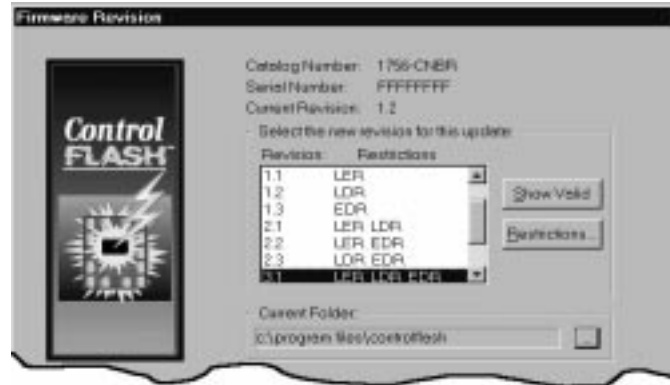 Firmware Revision
Control
FLASH
Catalog Number: 1756-CNBR
Serial Number: FFFFFFFF
Current Revision: 1.2
Select the new revision for this update:
Revision: Restrictions
1.1 LER
1.2 LDR
1.3 EDR
2.1 LER LDR
2.2 LER EDR
2.3 LDR EDR
3.1 LER LDR EDR
Show Valid
Restrictions...
Current Folder:
c:\program files\controlflash
...